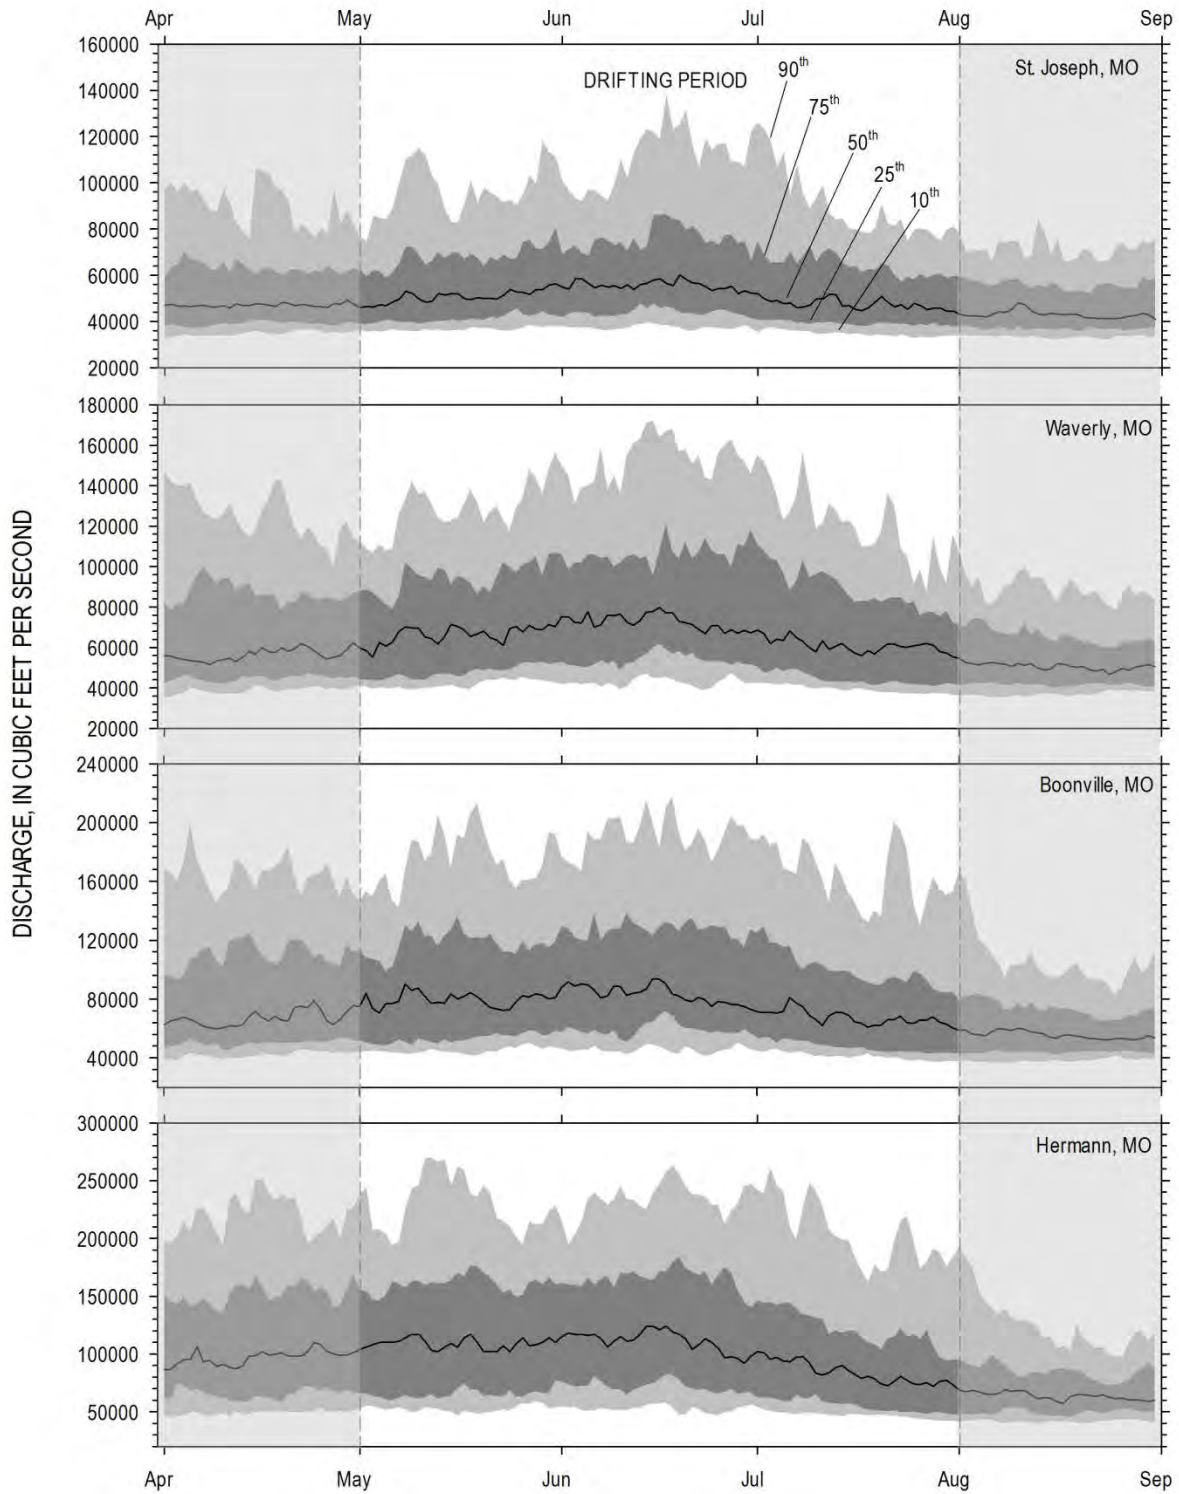 Apr May Jun Jul Aug Sep
160000
140000
120000
100000
80000
60000
40000
20000
St. Joseph, MO
DRIFTING PERIOD
90th
75th
50th
25th
10th
180000
160000
140000
120000
100000
80000
60000
40000
20000
Waverly, MO
DISCHARGE, IN CUBIC FEET PER SECOND
240000
200000
160000
120000
80000
40000
Boonville, MO
300000
250000
200000
150000
100000
50000
Hermann, MO
Apr May Jun Jul Aug Sep